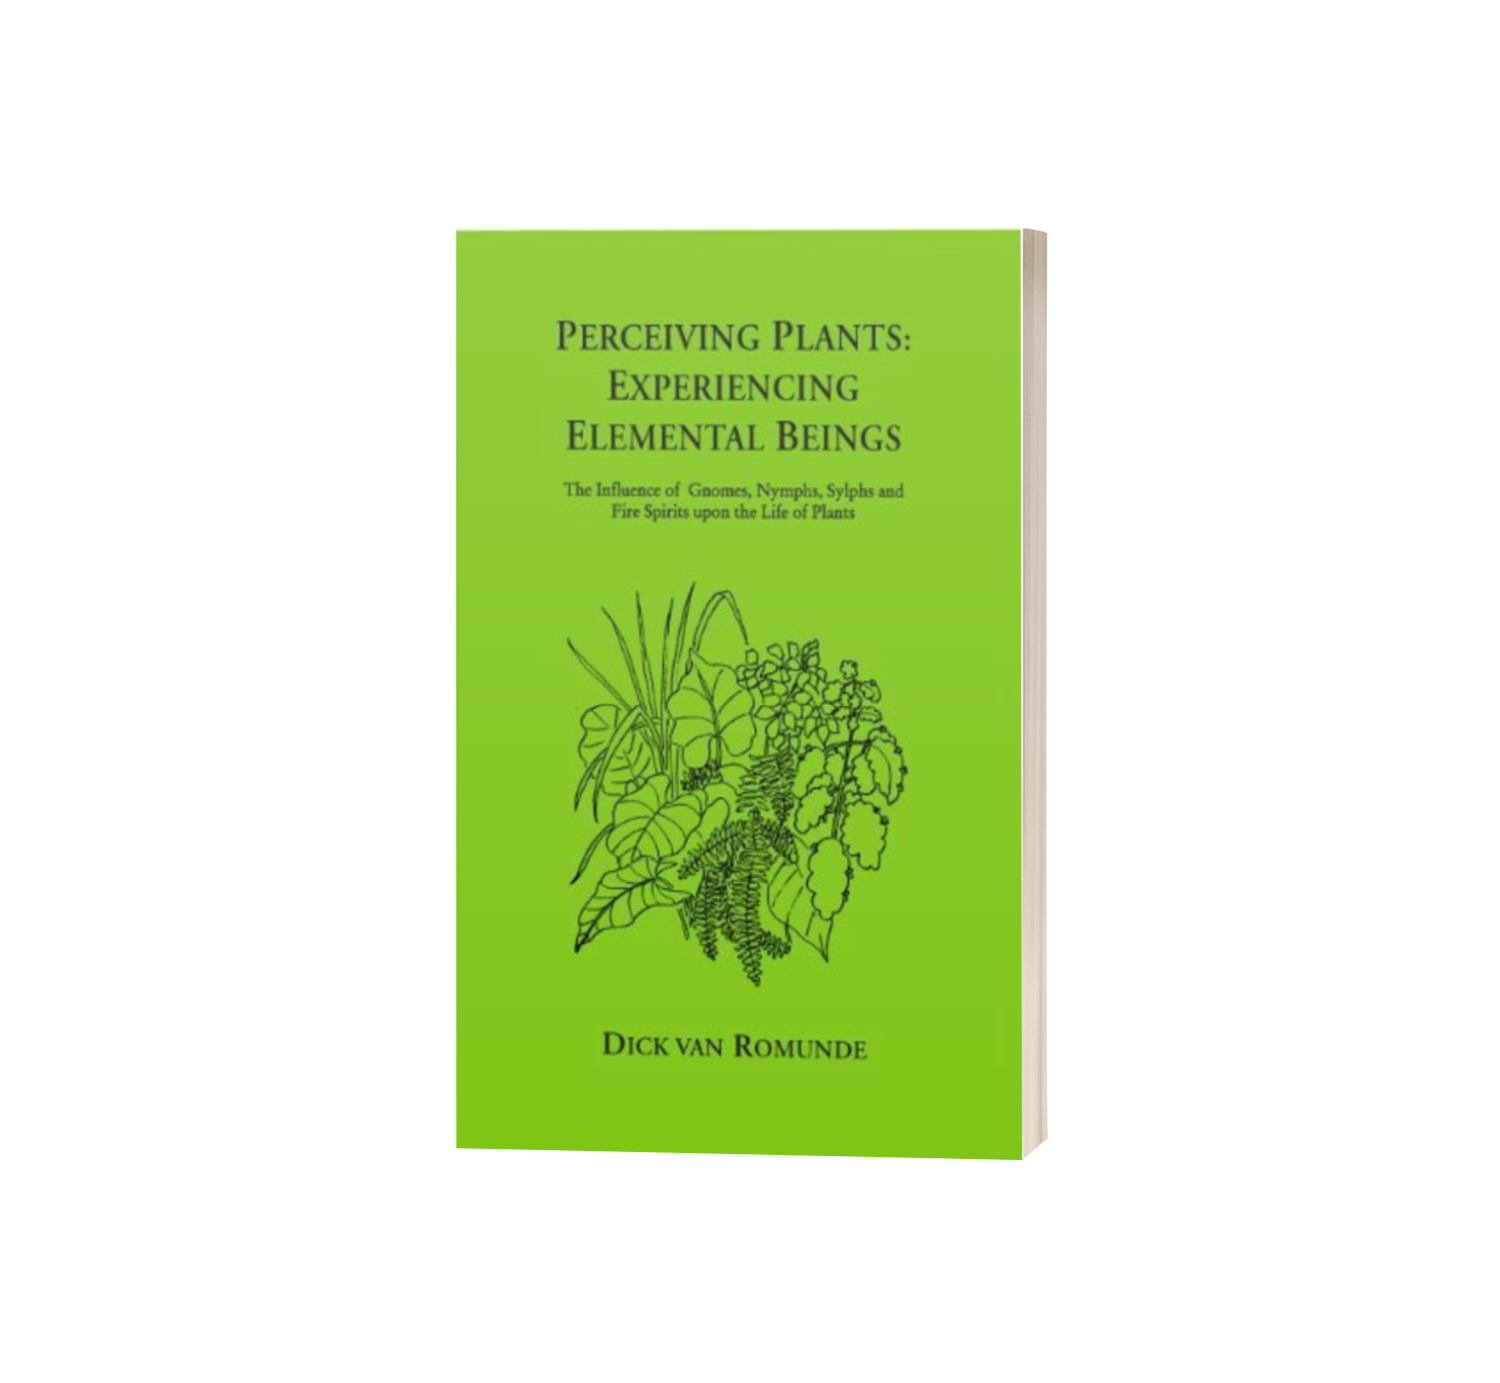 PERCEIVING PLANTS:
EXPERIENCING
ELEMENTAL BEINGS
The Influence of Gnomes, Nymphs, Sylphs and
Fire Spirits upon the Life of Plants
DICK VAN ROMUNDE